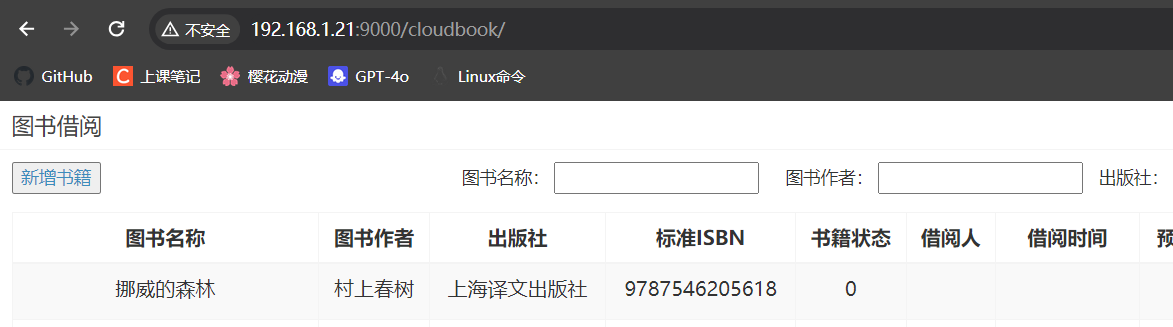 不安全 192.168.1.21:9000/cloudbook/
GitHub 上课笔记 樱花动漫 GPT-4o Linux命令
图书借阅
新增书籍 图书名称： 图书作者： 出版社：
图书名称 图书作者 出版社 标准ISBN 书籍状态 借阅人 借阅时间 预
挪威的森林 村上春树 上海译文出版社 9787546205618 0